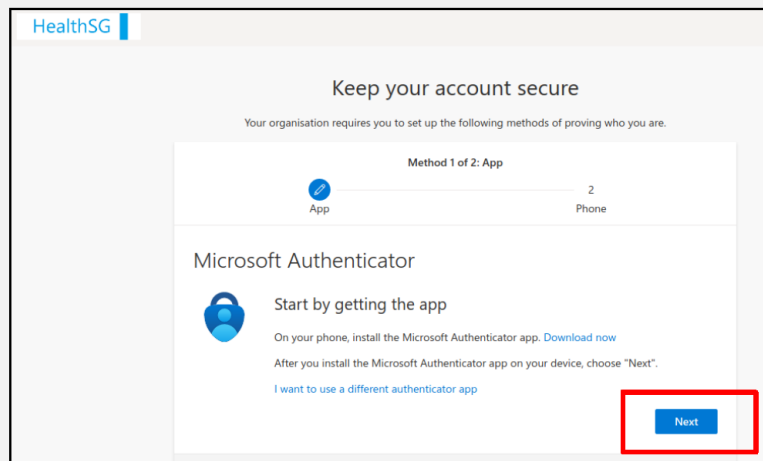 HealthSG
Keep your account secure
Your organisation requires you to set up the following methods of proving who you are.
Method 1 of 2: App
2
App
Phone
Microsoft Authenticator
Start by getting the app
On your phone, install the Microsoft Authenticator app. Download now
After you install the Microsoft Authenticator app on your device, choose "Next".
I want to use a different authenticator app
Next